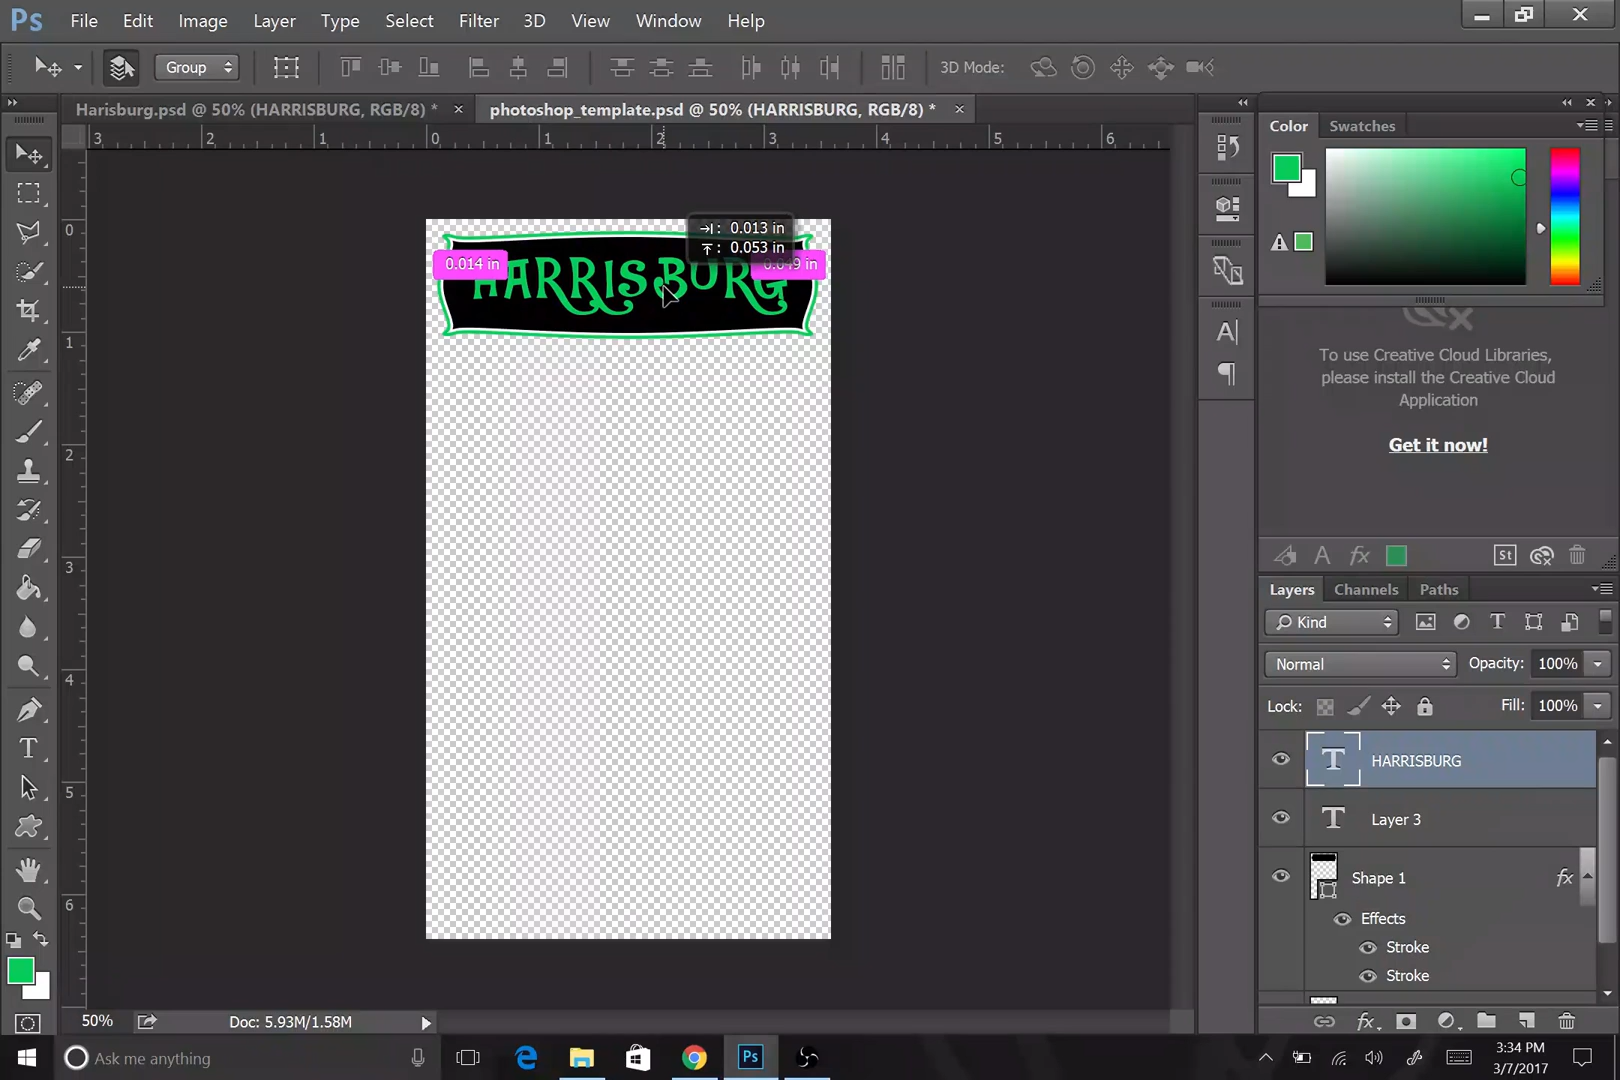 Ps File Edit Image Layer Type Select Filter 3D View Window Help
Group 3D Mode:
Harisburg.psd @ 50% (HARRISBURG, RGB/8) * photoshop_template.psd @ 50% (HARRISBURG, RGB/8) *
3 2 1 0 1 2 3 4 5 6
0
1
2
3
4
5
6
0.013 in
0.053 in
0.014 in
0.049 in
HARRISBURG
Color Swatches
To use Creative Cloud Libraries,
please install the Creative Cloud
Application
Get it now!
A fx St
Layers Channels Paths
Kind T
Normal Opacity: 100%
Lock: Fill: 100%
T HARRISBURG
T Layer 3
Shape 1 fx
Effects
Stroke
Stroke
fx
50% Doc: 5.93M/1.58M
Ask me anything
Ps
3:34 PM
3/7/2017